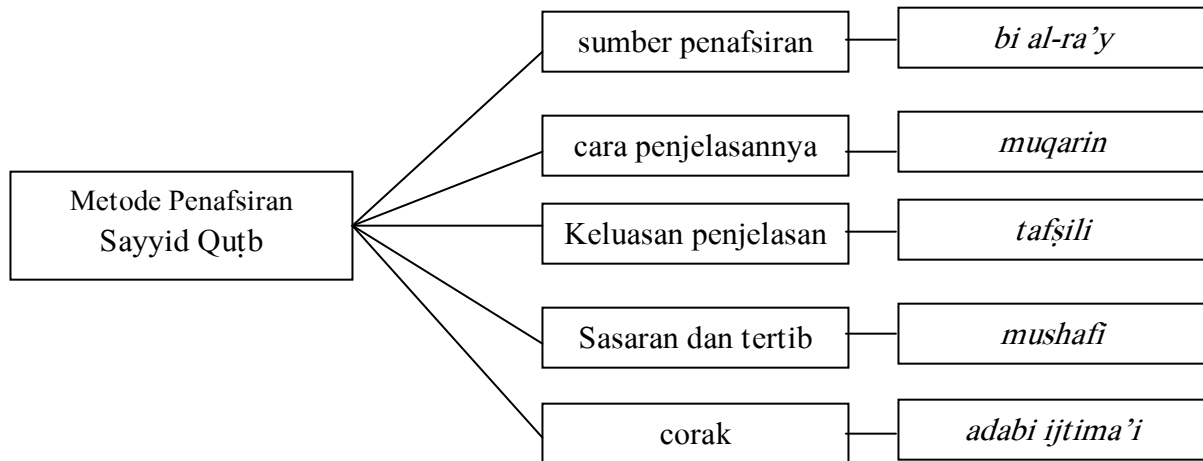 Metode Penafsiran
Sayyid Quṭb
sumber penafsiran
bi al-ra’y
cara penjelasannya
muqarin
Keluasan penjelasan
tafṣili
Sasaran dan tertib
mushafi
corak
adabi ijtima’i